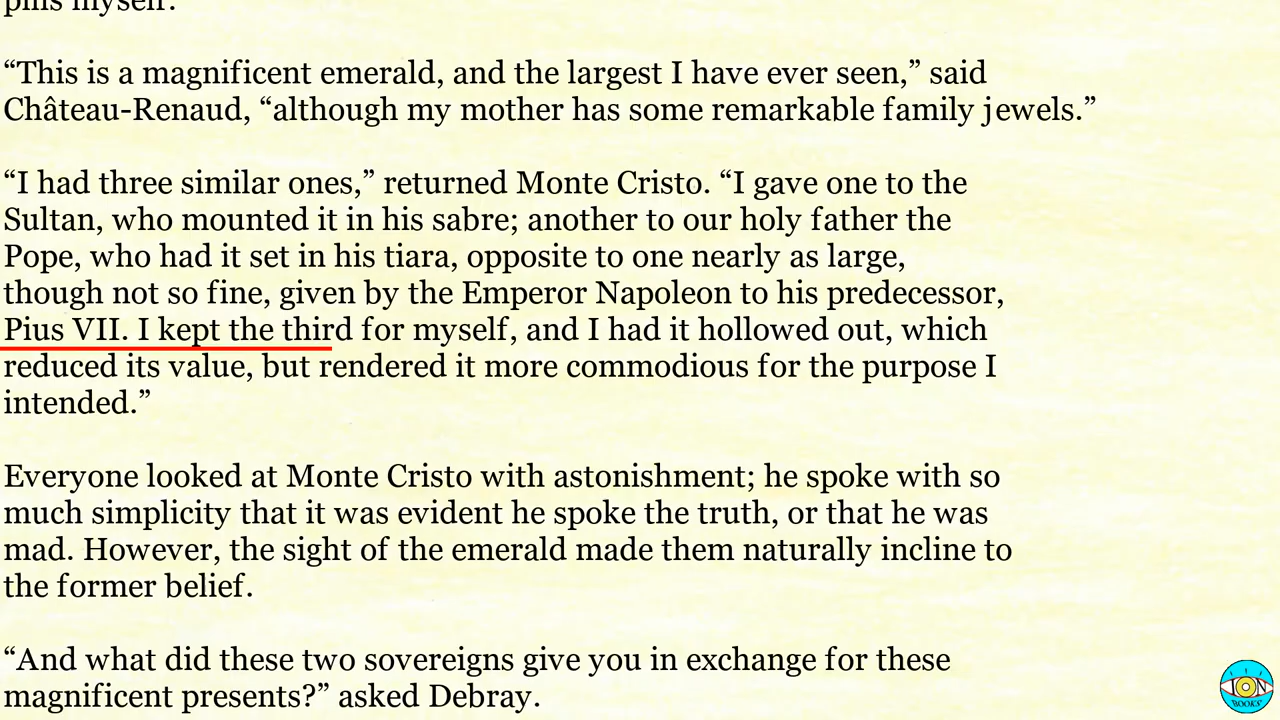 pills myself."
"This is a magnificent emerald, and the largest I have ever seen," said
Château-Renaud, "although my mother has some remarkable family jewels."
"I had three similar ones," returned Monte Cristo. "I gave one to the
Sultan, who mounted it in his sabre; another to our holy father the
Pope, who had it set in his tiara, opposite to one nearly as large,
though not so fine, given by the Emperor Napoleon to his predecessor,
Pius VII. I kept the third for myself, and I had it hollowed out, which
reduced its value, but rendered it more commodious for the purpose I
intended."
Everyone looked at Monte Cristo with astonishment; he spoke with so
much simplicity that it was evident he spoke the truth, or that he was
mad. However, the sight of the emerald made them naturally incline to
the former belief.
"And what did these two sovereigns give you in exchange for these
magnificent presents?" asked Debray.
ION
BOOKS